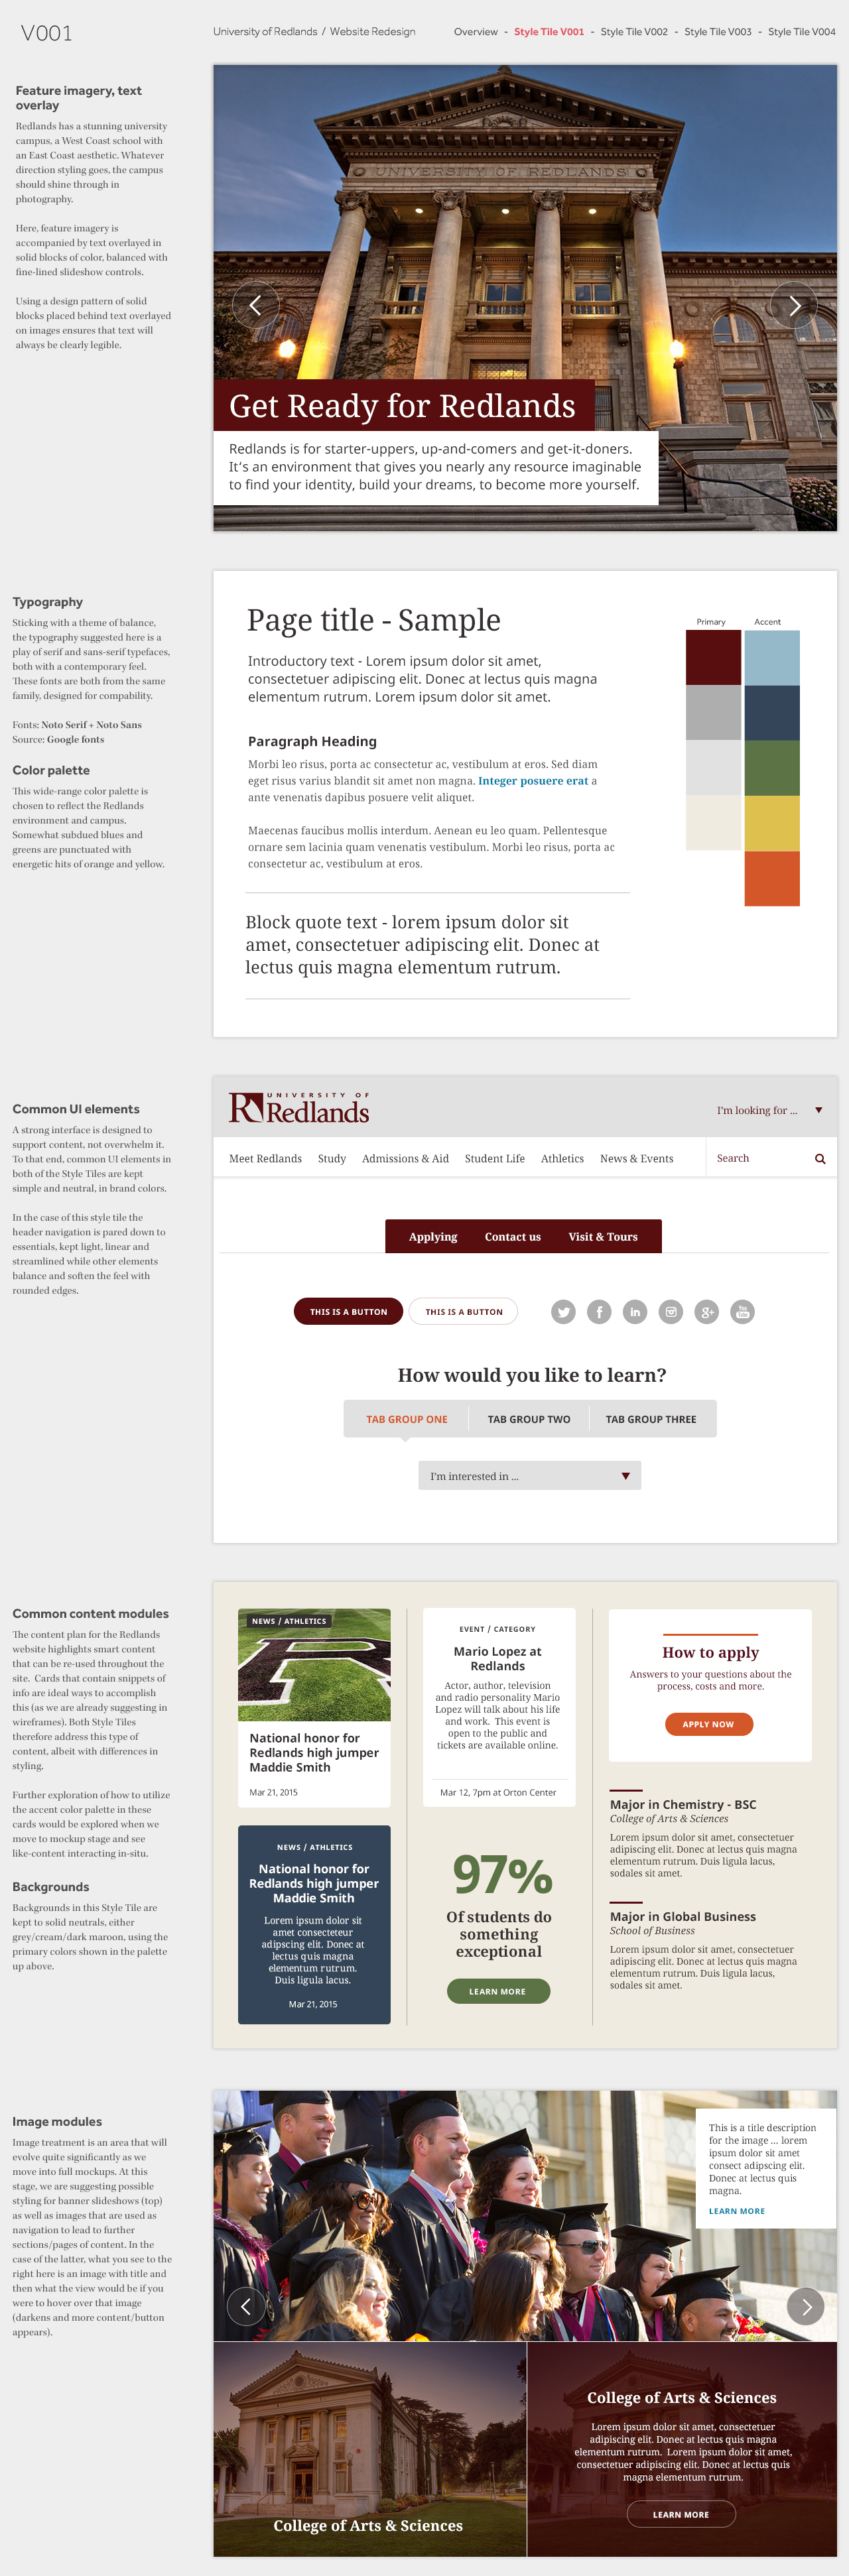 V001
University of Redlands / Website Redesign
Overview - Style Tile V001 - Style Tile V002 - Style Tile V003 - Style Tile V004
Feature imagery, text
overlay
Redlands has a stunning university
campus, a West Coast school with
an East Coast aesthetic. Whatever
direction styling goes, the campus
should shine through in
photography.
Here, feature imagery is
accompanied by text overlayed in
solid blocks of color, balanced with
fine-lined slideshow controls.
Using a design pattern of solid
blocks placed behind text overlayed
on images ensures that text will
always be clearly legible.
UNIVERSITY OF REDLANDS
Get Ready for Redlands
Redlands is for starter-uppers, up-and-comers and get-it-doners.
It's an environment that gives you nearly any resource imaginable
to find your identity, build your dreams, to become more yourself.
Typography
Sticking with a theme of balance,
the typography suggested here is a
play of serif and sans-serif typefaces,
both with a contemporary feel.
These fonts are both from the same
family, designed for compability.
Fonts: Noto Serif + Noto Sans
Source: Google fonts
Color palette
This wide-range color palette is
chosen to reflect the Redlands
environment and campus.
Somewhat subdued blues and
greens are punctuated with
energetic hits of orange and yellow.
Page title - Sample
Introductory text - Lorem ipsum dolor sit amet,
consectetuer adipiscing elit. Donec at lectus quis magna
elementum rutrum. Lorem ipsum dolor sit amet.
Paragraph Heading
Morbi leo risus, porta ac consectetur ac, vestibulum at eros. Sed diam
eget risus varius blandit sit amet non magna. Integer posuere erat a
ante venenatis dapibus posuere velit aliquet.
Maecenas faucibus mollis interdum. Aenean eu leo quam. Pellentesque
ornare sem lacinia quam venenatis vestibulum. Morbi leo risus, porta ac
consectetur ac, vestibulum at eros.
Block quote text - lorem ipsum dolor sit
amet, consectetuer adipiscing elit. Donec at
lectus quis magna elementum rutrum.
Primary
Accent
Common UI elements
A strong interface is designed to
support content, not overwhelm it.
To that end, common UI elements in
both of the Style Tiles are kept
simple and neutral, in brand colors.
In the case of this style tile the
header navigation is pared down to
essentials, kept light, linear and
streamlined while other elements
balance and soften the feel with
rounded edges.
UNIVERSITY OF
Redlands
I'm looking for ...
Meet Redlands Study Admissions & Aid Student Life Athletics News & Events Search
Applying Contact us Visit & Tours
THIS IS A BUTTON THIS IS A BUTTON
f in g+ You Tube
How would you like to learn?
TAB GROUP ONE TAB GROUP TWO TAB GROUP THREE
I'm interested in ...
Common content modules
The content plan for the Redlands
website highlights smart content
that can be re-used throughout the
site. Cards that contain snippets of
info are ideal ways to accomplish
this (as we are already suggesting in
wireframes). Both Style Tiles
therefore address this type of
content, albeit with differences in
styling.
Further exploration of how to utilize
the accent color palette in these
cards would be explored when we
move to mockup stage and see
like-content interacting in-situ.
Backgrounds
Backgrounds in this Style Tile are
kept to solid neutrals, either
grey/cream/dark maroon, using the
primary colors shown in the palette
up above.
NEWS / ATHLETICS
R
National honor for
Redlands high jumper
Maddie Smith
Mar 21, 2015
NEWS / ATHLETICS
National honor for
Redlands high jumper
Maddie Smith
Lorem ipsum dolor sit
amet consecteteur
adipscing elit. Donec at
lectus quis magna
elementum rutrum.
Duis ligula lacus.
Mar 21, 2015
EVENT / CATEGORY
Mario Lopez at
Redlands
Actor, author, television
and radio personality Mario
Lopez will talk about his life
and work. This event is
open to the public and
tickets are available online.
Mar 12, 7pm at Orton Center
97%
Of students do
something
exceptional
LEARN MORE
How to apply
Answers to your questions about the
process, costs and more.
APPLY NOW
Major in Chemistry - BSC
College of Arts & Sciences
Lorem ipsum dolor sit amet, consectetuer
adipiscing elit. Donec at lectus quis magna
elementum rutrum. Duis ligula lacus,
sodales sit amet.
Major in Global Business
School of Business
Lorem ipsum dolor sit amet, consectetuer
adipiscing elit. Donec at lectus quis magna
elementum rutrum. Duis ligula lacus,
sodales sit amet.
Image modules
Image treatment is an area that will
evolve quite significantly as we
move into full mockups. At this
stage, we are suggesting possible
styling for banner slideshows (top)
as well as images that are used as
navigation to lead to further
sections/pages of content. In the
case of the latter, what you see to the
right here is an image with title and
then what the view would be if you
were to hover over that image
(darkens and more content/button
appears).
This is a title description
for the image ... lorem
ipsum dolor sit amet
consect adipscing elit.
Donec at lectus quis
magna.
LEARN MORE
College of Arts & Sciences
College of Arts & Sciences
Lorem ipsum dolor sit amet, consectetuer
adipiscing elit. Donec at lectus quis magna
elementum rutrum. Lorem ipsum dolor sit amet,
consectetuer adipiscing elit. Donec at lectus quis
magna elementum rutrum.
LEARN MORE